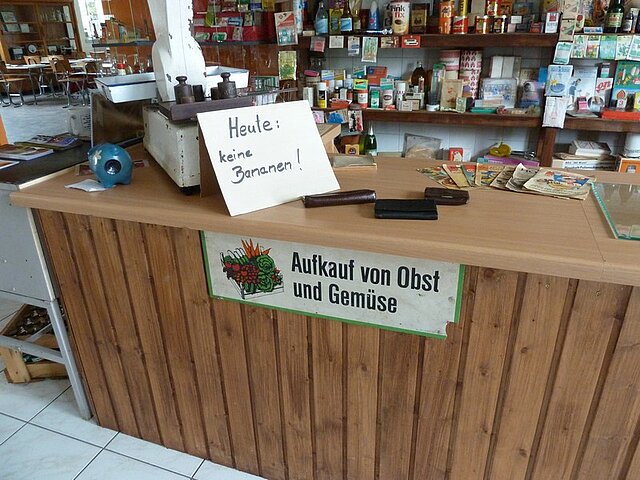 Heute:
keine
Bananen!
Aufkauf von Obst
und Gemüse